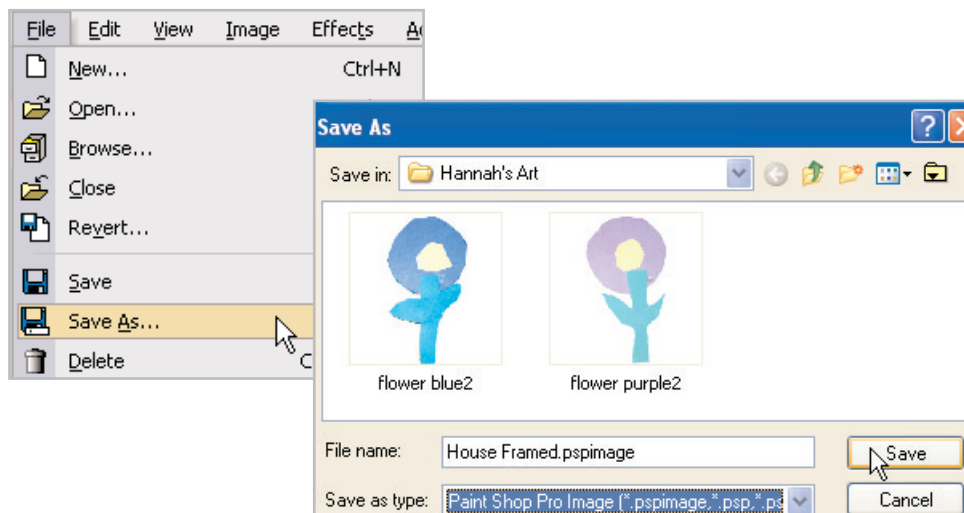 File Edit View Image Effects
New... Ctrl+N
Open...
Browse...
Close
Revert...
Save
Save As...
Delete
Save As
Save in: Hannah's Art
flower blue2 flower purple2
File name: House Framed.pspimage Save
Save as type: Paint Shop Pro Image (*.pspimage,*.psp,*.ps Cancel